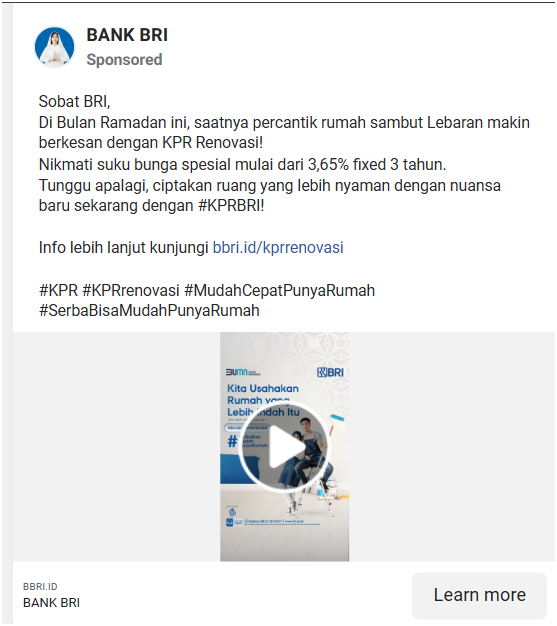 BANK BRI
Sponsored
Sobat BRI,
Di Bulan Ramadan ini, saatnya percantik rumah sambut Lebaran makin
berkesan dengan KPR Renovasi!
Nikmati suku bunga spesial mulai dari 3,65% fixed 3 tahun.
Tunggu apalagi, ciptakan ruang yang lebih nyaman dengan nuansa
baru sekarang dengan #KPRBRI!
Info lebih lanjut kunjungi bbri.id/kprrenovasi
#KPR #KPRrenovasi #MudahCepatPunyaRumah
#SerbaBisaMudahPunyaRumah
BUMN
BRI
Kita Usahakan
Rumah yang
Lebih Indah Itu
BBRI.ID
BANK BRI
Learn more